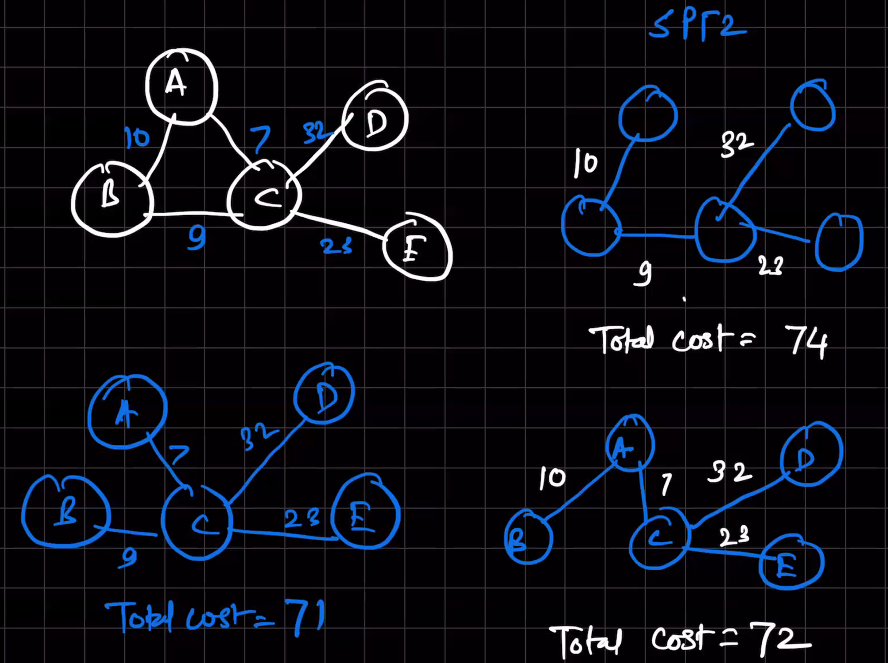 SPT2
A
D
10
7
32
B
C
9
23
E
10
32
9
23
Total cost = 74
A
D
7
32
B
C
23
E
9
Total cost = 71
A
10
7
32
D
B
C
23
E
Total cost = 72